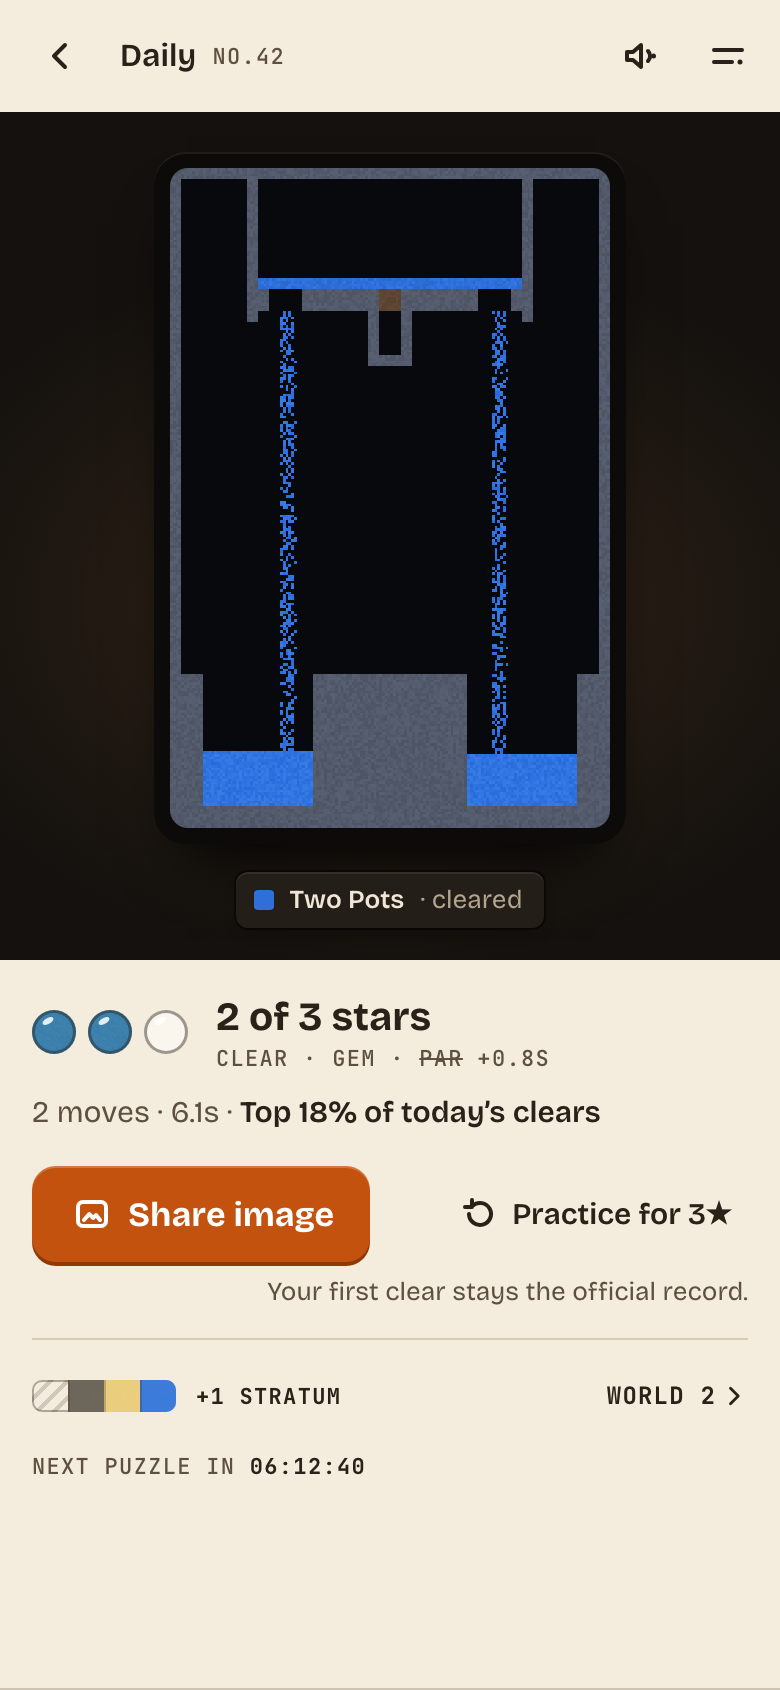 Daily NO.42
Two Pots · cleared
2 of 3 stars
CLEAR · GEM · PAR +0.8S
2 moves · 6.1s · Top 18% of today's clears
Share image
Practice for 3★
Your first clear stays the official record.
+1 STRATUM
WORLD 2
NEXT PUZZLE IN 06:12:40